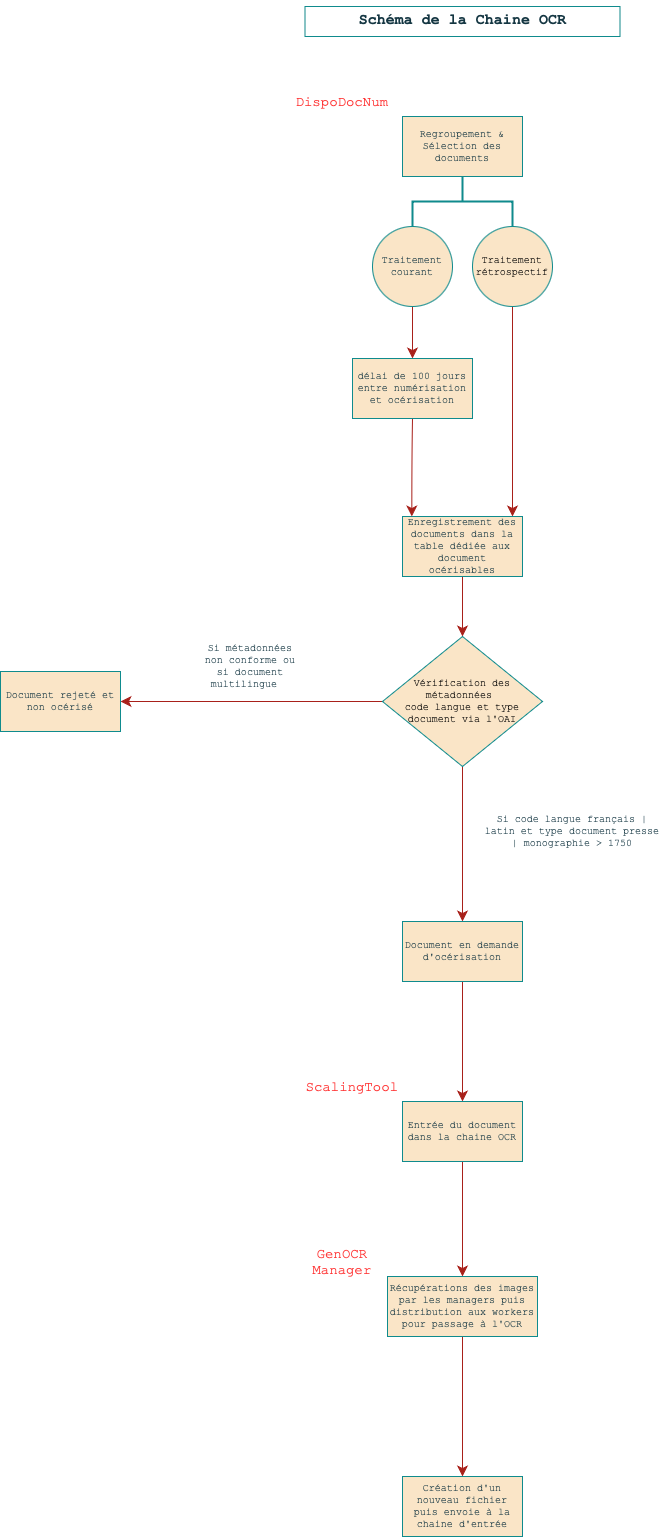 Schéma de la Chaine OCR
DispoDocNum
Regroupement &
Sélection des
documents
Traitement
courant
Traitement
rétrospectif
délai de 100 jours
entre numérisation
et océrisation
Enregistrement des
documents dans la
table dédiée aux
document
océrisables
Si métadonnées
non conforme ou
si document
multilingue
Document rejeté et
non océrisé
Vérification des
métadonnées
code langue et type
document via l'OAI
Si code langue français |
latin et type document presse
| monographie > 1750
Document en demande
d'océrisation
ScalingTool
Entrée du document
dans la chaine OCR
GenOCR
Manager
Récupérations des images
par les managers puis
distribution aux workers
pour passage à l'OCR
Création d'un
nouveau fichier
puis envoie à la
chaine d'entrée